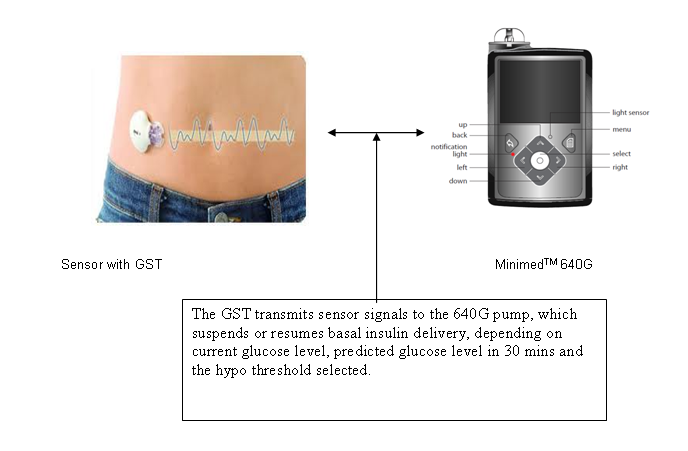 light sensor
up
menu
back
notification
light
select
left
right
down
Sensor with GST
Minimed™ 640G
The GST transmits sensor signals to the 640G pump, which
suspends or resumes basal insulin delivery, depending on
current glucose level, predicted glucose level in 30 mins and
the hypo threshold selected.